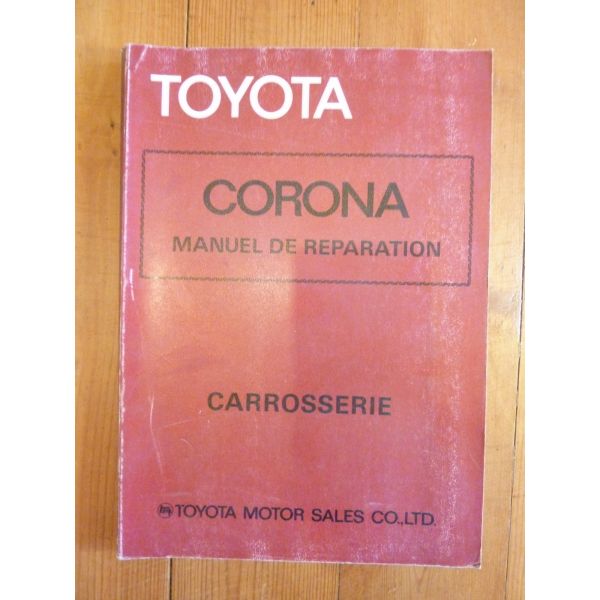 TOYOTA
CORONA
MANUEL DE REPARATION
CARROSSERIE
TOYOTA MOTOR SALES CO.,LTD.